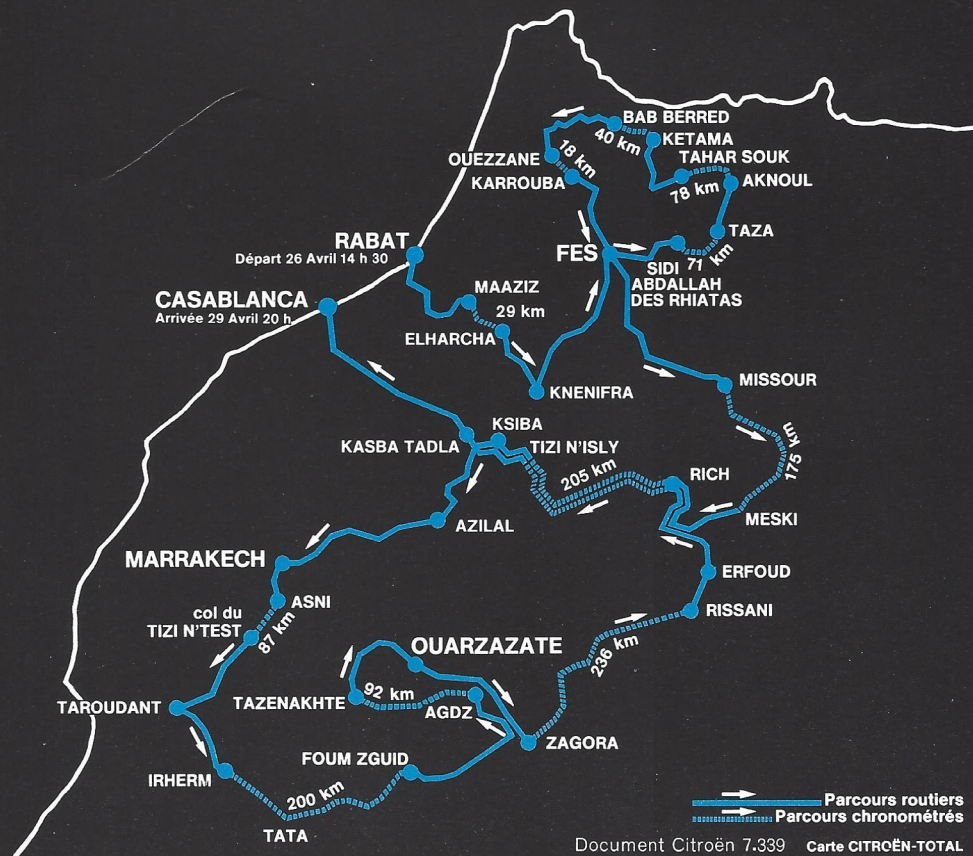 BAB BERRED
40 km
KETAMA
OUEZZANE
18 km
TAHAR SOUK
KARROUBA
78 km
AKNOUL
RABAT
Départ 26 Avril 14 h 30
FES
TAZA
SIDI
ABDALLAH
DES RHIATAS
71 km
CASABLANCA
Arrivée 29 Avril 20 h.
MAAZIZ
29 km
ELHARCHA
KNENIFRA
MISSOUR
KSIBA
KASBA TADLA
TIZI N'ISLY
175 km
205 km
RICH
MESKI
AZILAL
MARRAKECH
ERFOUD
ASNI
RISSANI
col du
TIZI N'TEST
87 km
OUARZAZATE
236 km
TAZENAKHTE
92 km
AGDZ
TAROUDANT
ZAGORA
FOUM ZGUID
IRHERM
200 km
TATA
Parcours routiers
Parcours chronométrés
Document Citroën 7.339
Carte CITROËN-TOTAL